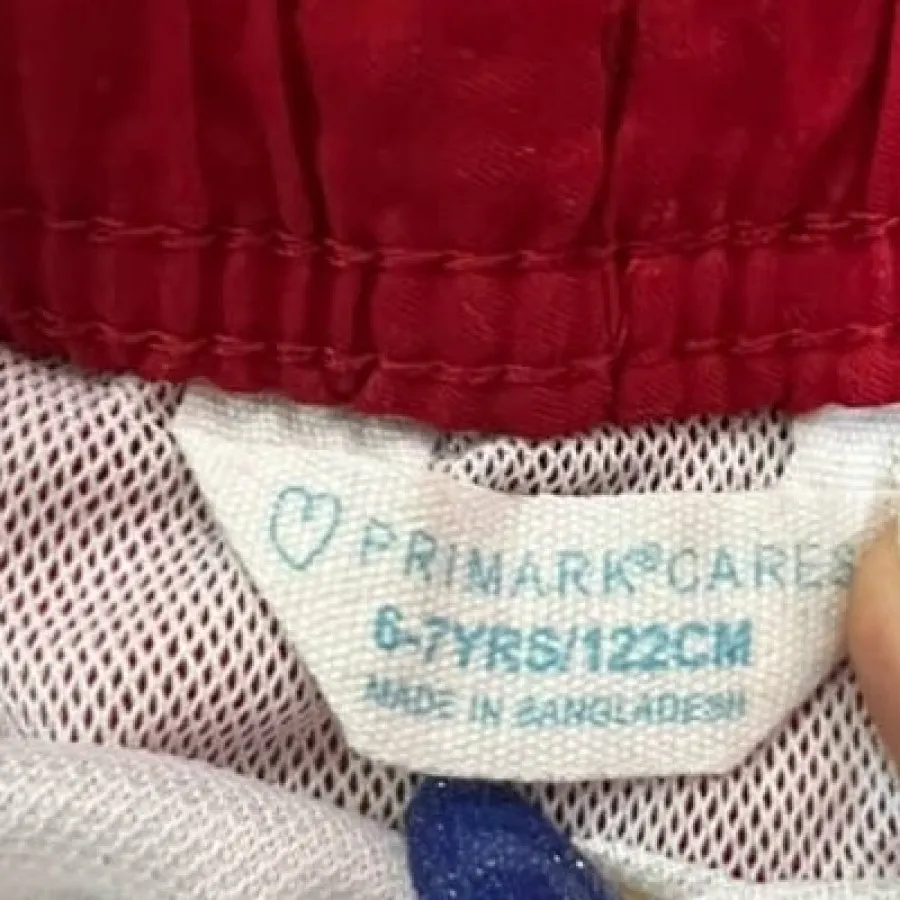 PRIMARK®CARES
6-7YRS/122CM
MADE IN BANGLADESH